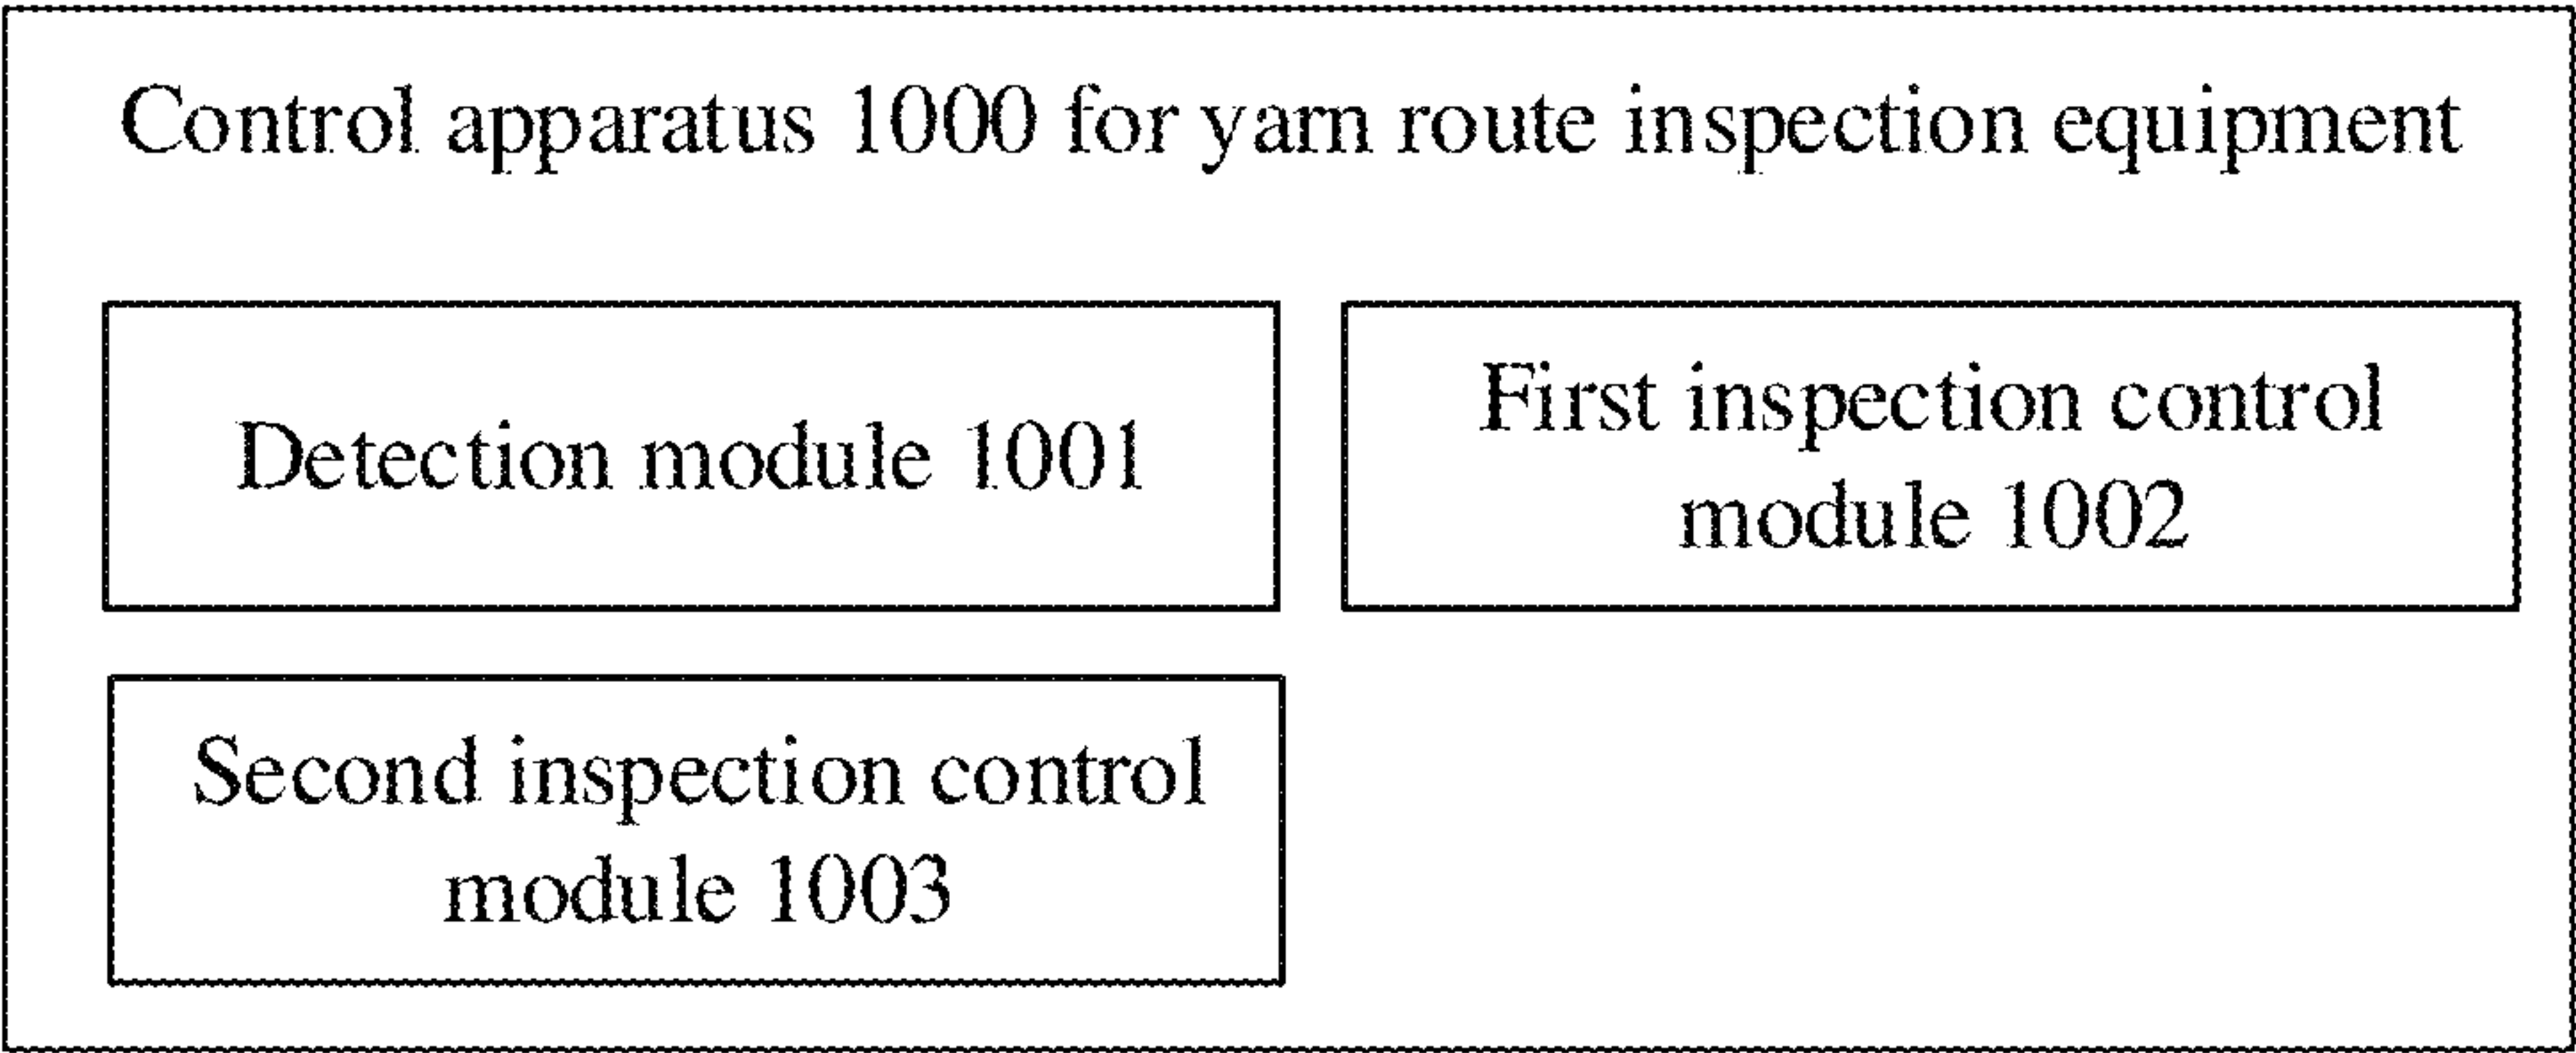 Control apparatus 1000 for yarn route inspection equipment
Detection module 1001
First inspection control
module 1002
Second inspection control
module 1003